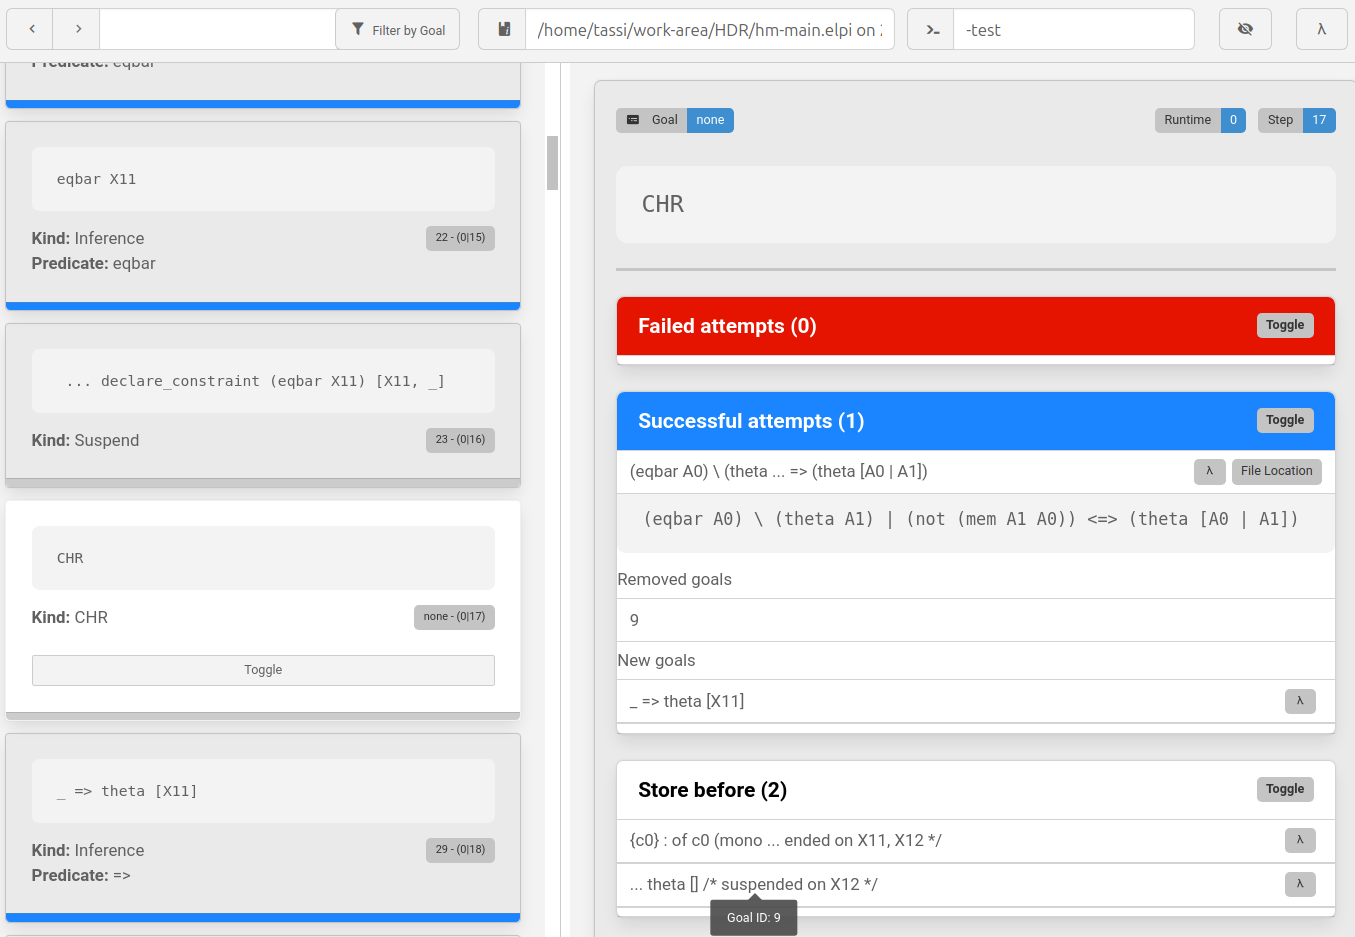 Filter by Goal
/home/tassi/work-area/HDR/hm-main.elpi on
-test
λ
Predicate: eqbar
eqbar X11
Kind: Inference
22 - (0|15)
Predicate: eqbar
... declare_constraint (eqbar X11) [X11, _]
Kind: Suspend
23 - (0|16)
CHR
Kind: CHR
none - (0|17)
Toggle
_ => theta [X11]
Kind: Inference
29 - (0|18)
Predicate: =>
Goal none
Runtime 0
Step 17
CHR
Failed attempts (0)
Toggle
Successful attempts (1)
Toggle
(eqbar A0) \ (theta ... => (theta [A0 | A1])
λ
File Location
(eqbar A0) \ (theta A1) | (not (mem A1 A0)) <=> (theta [A0 | A1])
Removed goals
9
New goals
_ => theta [X11]
λ
Store before (2)
Toggle
{c0} : of c0 (mono ... ended on X11, X12 */
λ
... theta [] /* suspended on X12 */
λ
Goal ID: 9